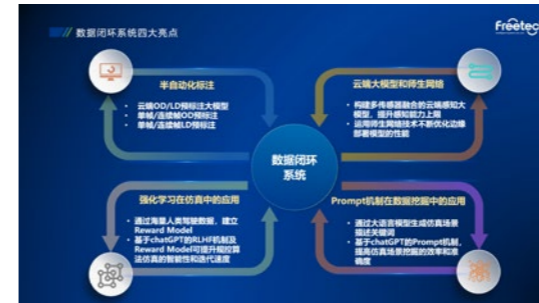 数据闭环系统四大亮点
Freetech
半自动化标注
• 云端OD/LD预标注大模型
• 单帧/连续帧OD预标注
• 单帧/连续帧LD预标注
云端大模型和师生网络
• 构建多传感器融合的云端感知大
模型，提升感知能力上限
• 运用师生网络技术不断优化边缘
部署模型的性能
数据闭环
系统
强化学习在仿真中的应用
• 通过海量人类驾驶数据，建立
Reward Model
• 基于chatGPT的RLHF机制及
Reward Model可提升规控算
法仿真的智能性和迭代速度
Prompt机制在数据挖掘中的应用
• 通过大语言模型生成仿真场景
描述关键词
• 基于chatGPT的Prompt机制，
提高仿真场景挖掘的效率和准
确度